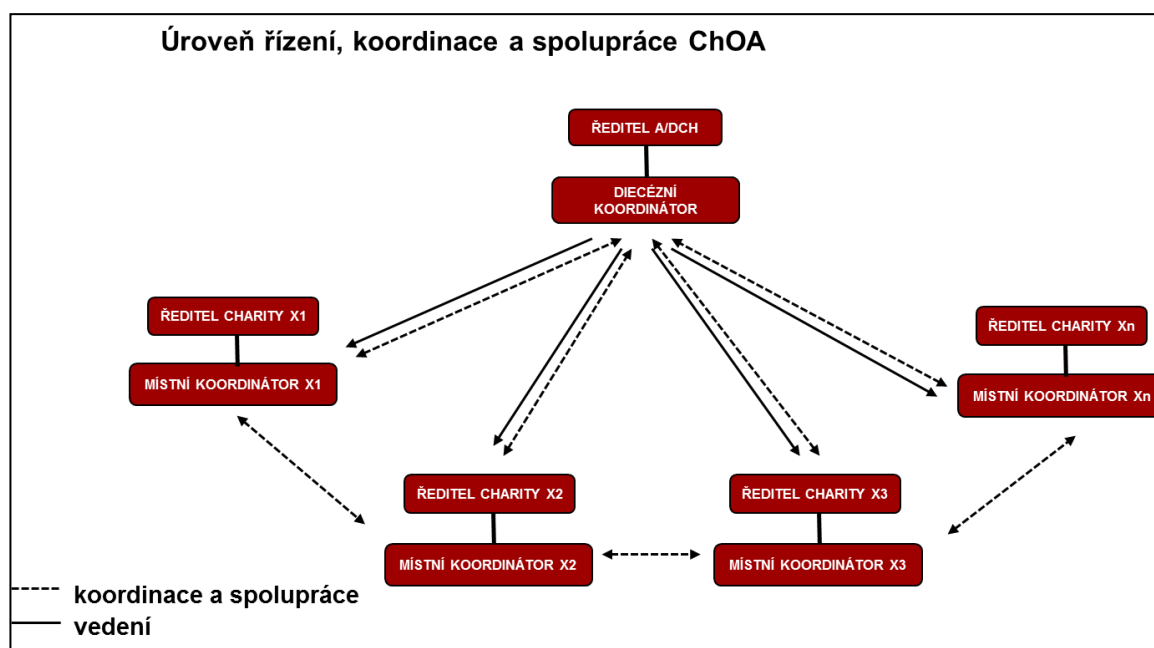 Úroveň řízení, koordinace a spolupráce ChOA
ŘEDITEL A/DCH
DIECÉZNÍ
KOORDINÁTOR
ŘEDITEL CHARITY X1
MÍSTNÍ KOORDINÁTOR X1
ŘEDITEL CHARITY Xn
MÍSTNÍ KOORDINÁTOR Xn
ŘEDITEL CHARITY X2
MÍSTNÍ KOORDINÁTOR X2
ŘEDITEL CHARITY X3
MÍSTNÍ KOORDINÁTOR X3
koordinace a spolupráce
vedení